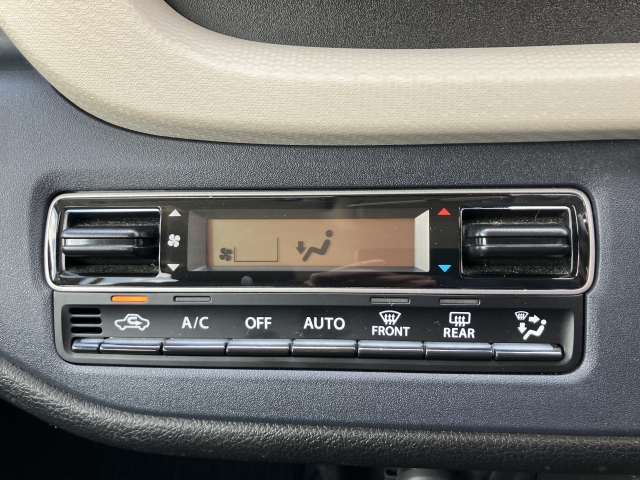 A/C OFF AUTO FRONT REAR